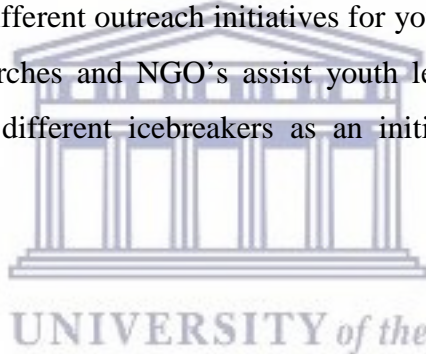 fferent outreach initiatives for yo
rches and NGO's assist youth le
different icebreakers as an initi
UNIVERSITY of the